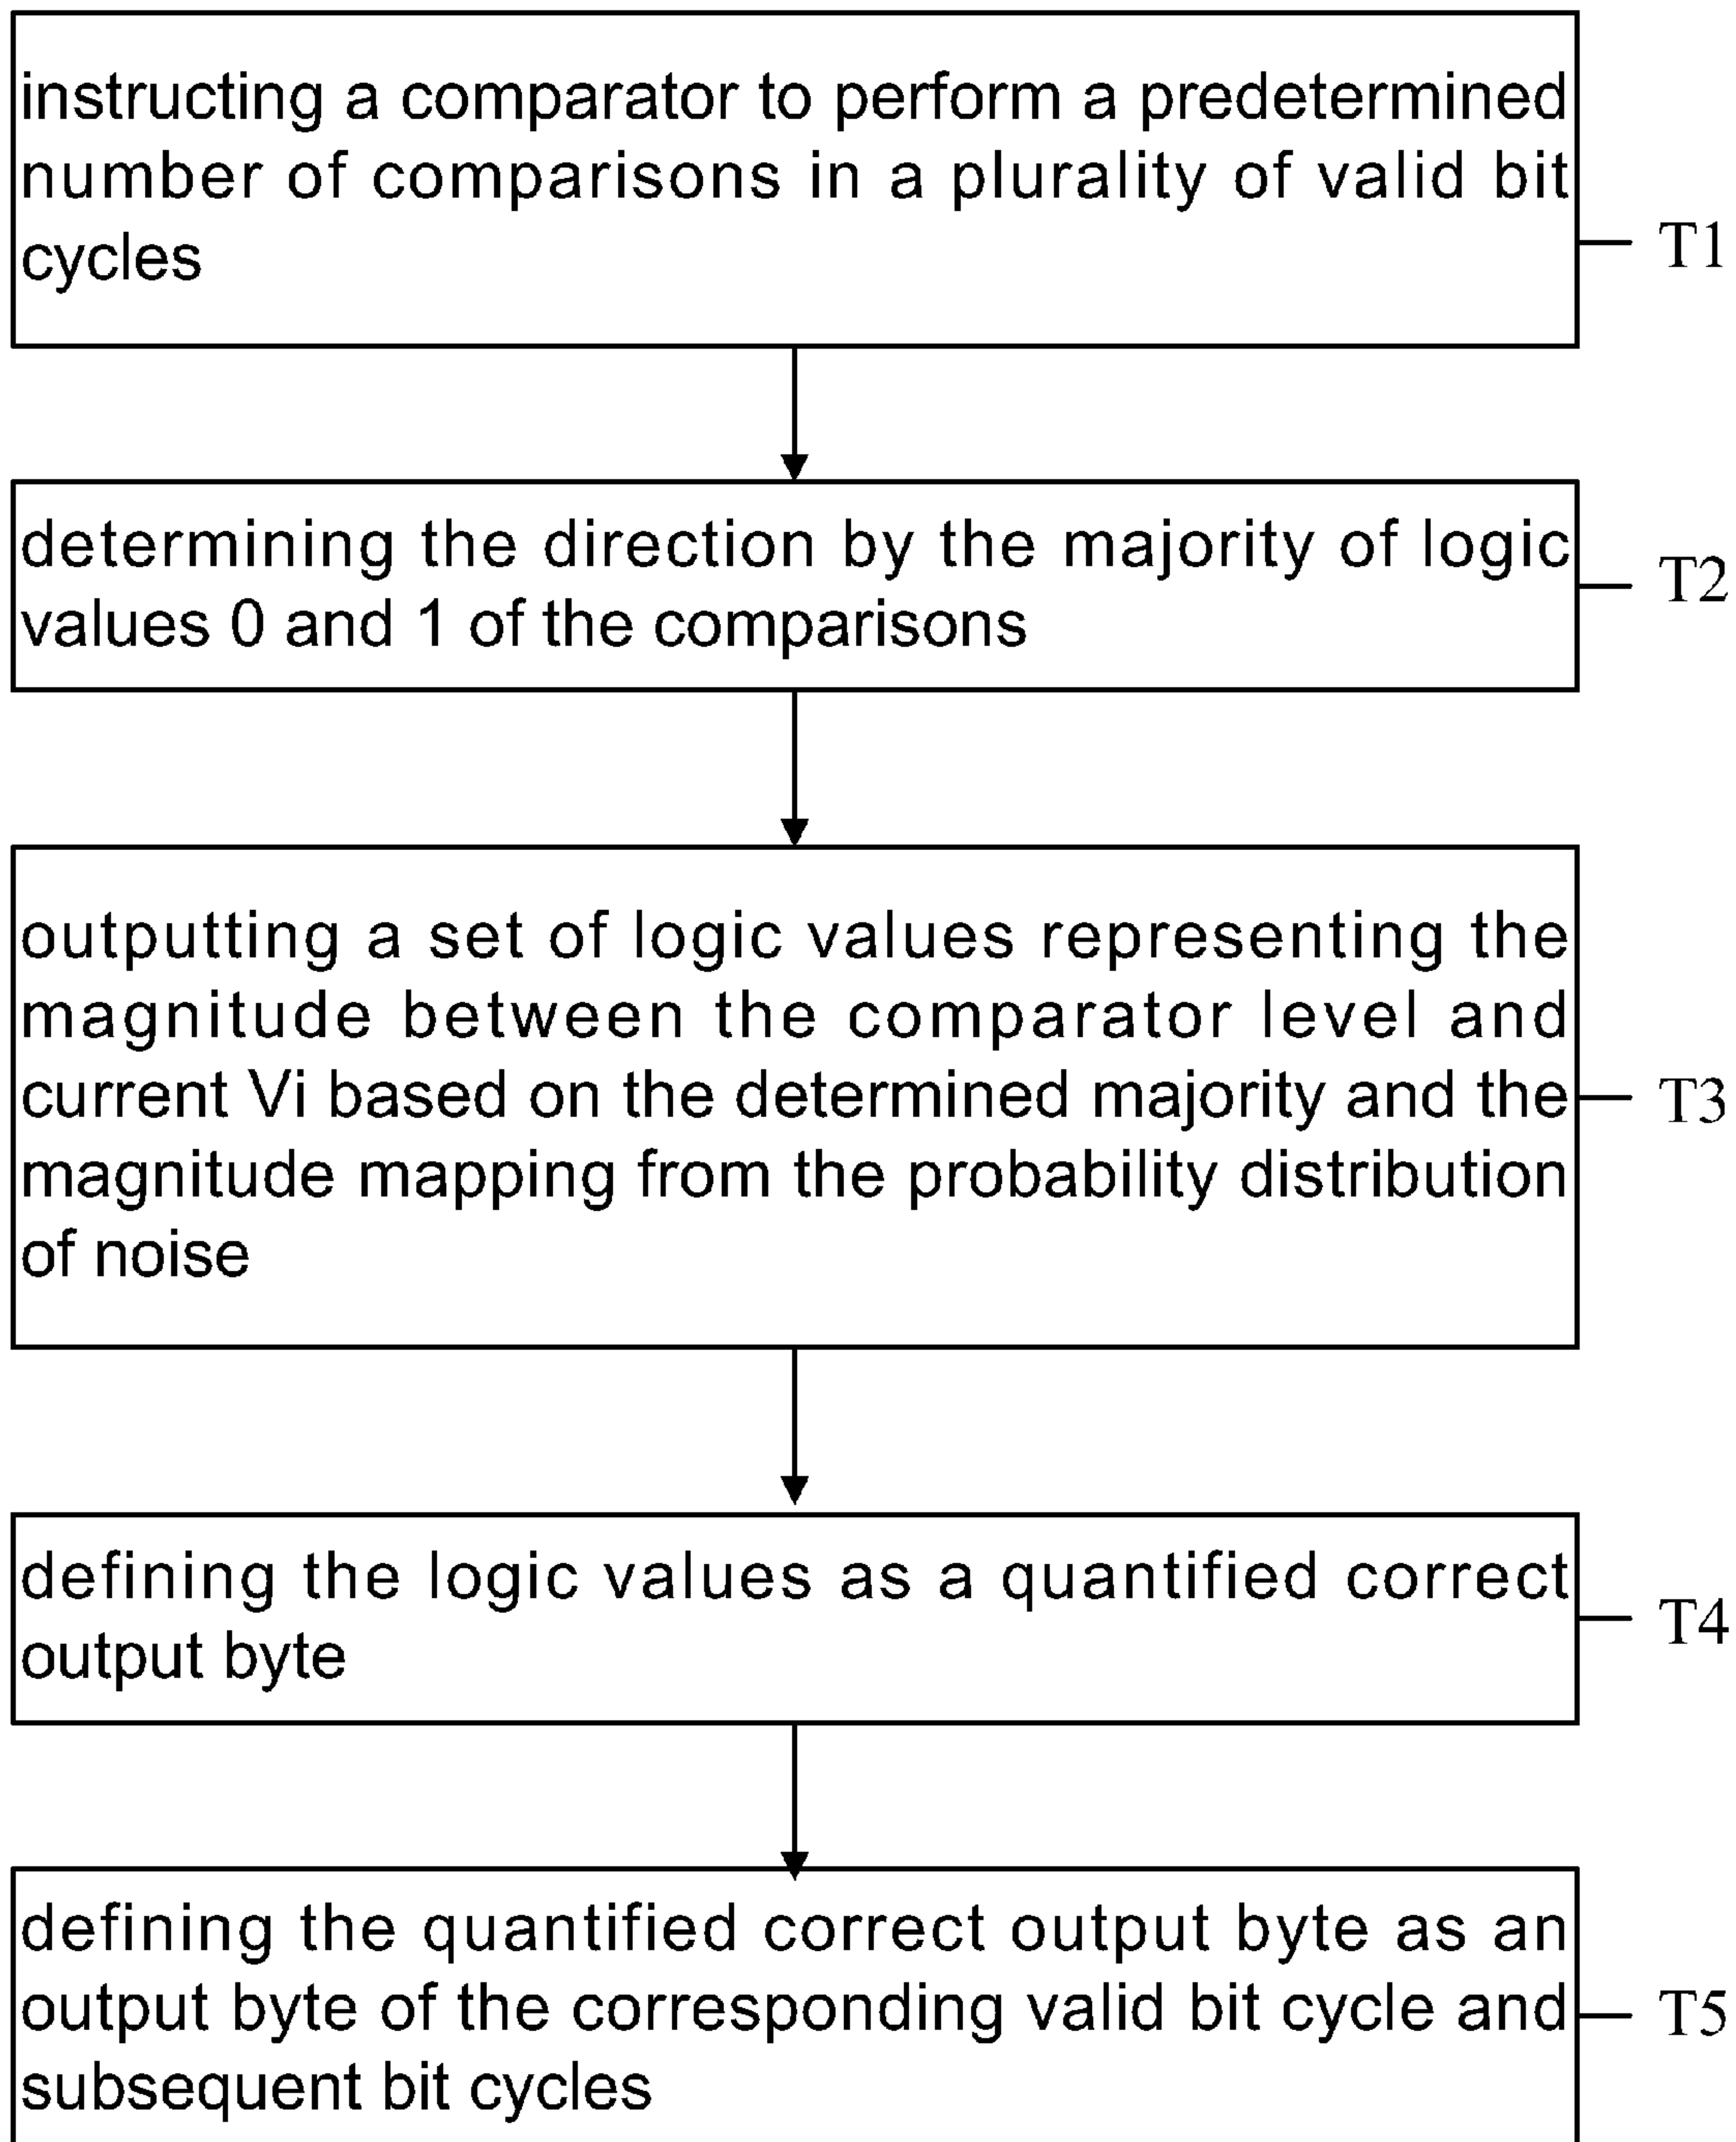 instructing a comparator to perform a predetermined
number of comparisons in a plurality of valid bit
cycles
T1
determining the direction by the majority of logic
values 0 and 1 of the comparisons
T2
outputting a set of logic values representing the
magnitude between the comparator level and
current Vi based on the determined majority and the
magnitude mapping from the probability distribution
of noise
T3
defining the logic values as a quantified correct
output byte
T4
defining the quantified correct output byte as an
output byte of the corresponding valid bit cycle and
subsequent bit cycles
T5